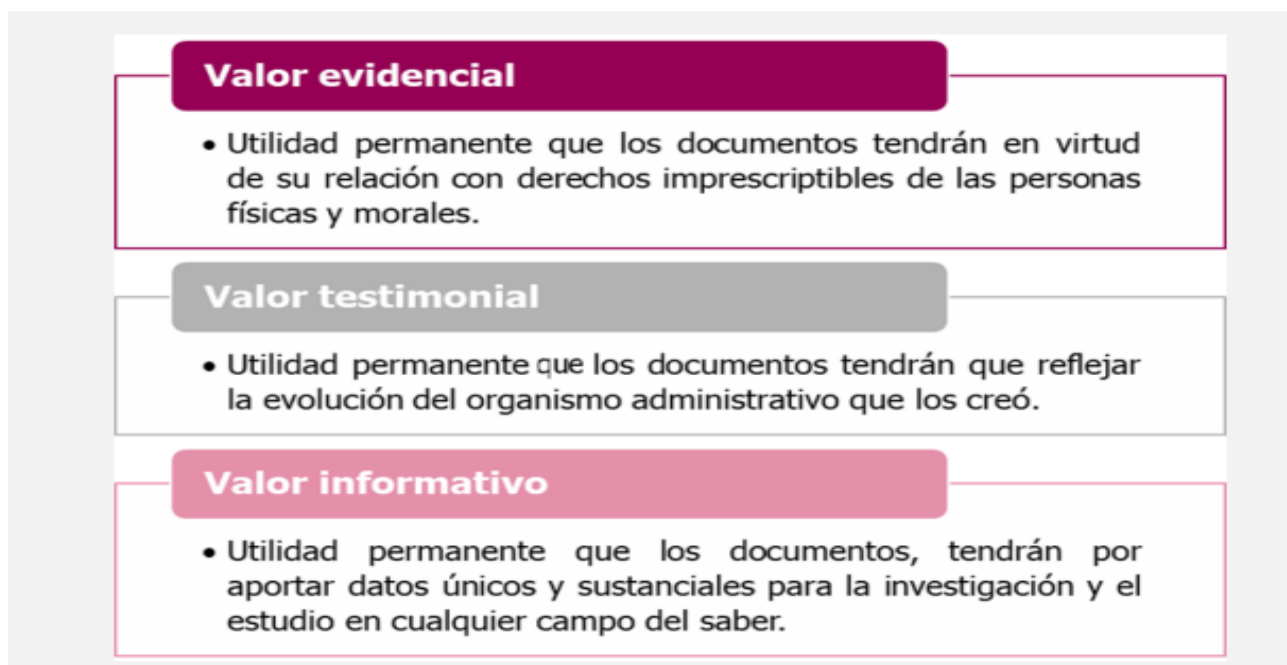 Valor evidencial
• Utilidad permanente que los documentos tendrán en virtud
de su relación con derechos imprescriptibles de las personas
físicas y morales.
Valor testimonial
• Utilidad permanente que los documentos tendrán que reflejar
la evolución del organismo administrativo que los creó.
Valor informativo
• Utilidad permanente que los documentos, tendrán por
aportar datos únicos y sustanciales para la investigación y el
estudio en cualquier campo del saber.